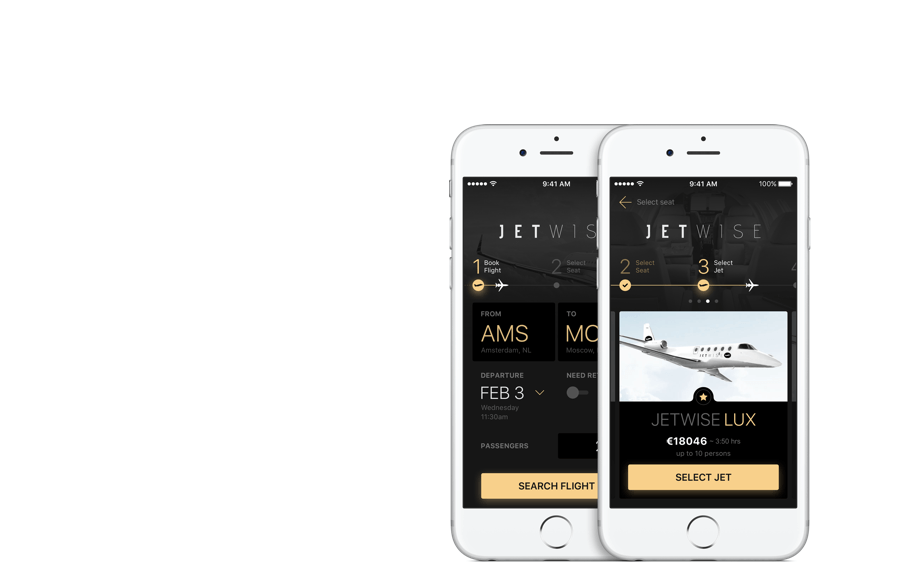 9:41 AM
JETWIS
1 Book Flight
2 Select Seat
FROM
AMS
Amsterdam, NL
TO
Moscow,
DEPARTURE
FEB 3
Wednesday
11:30am
NEED RET
PASSENGERS
SEARCH FLIGHT
9:41 AM 100%
Select seat
JETWISE
2 Select Seat
3 Select Jet
JETWISE LUX
€18046 ~ 3:50 hrs
up to 10 persons
SELECT JET